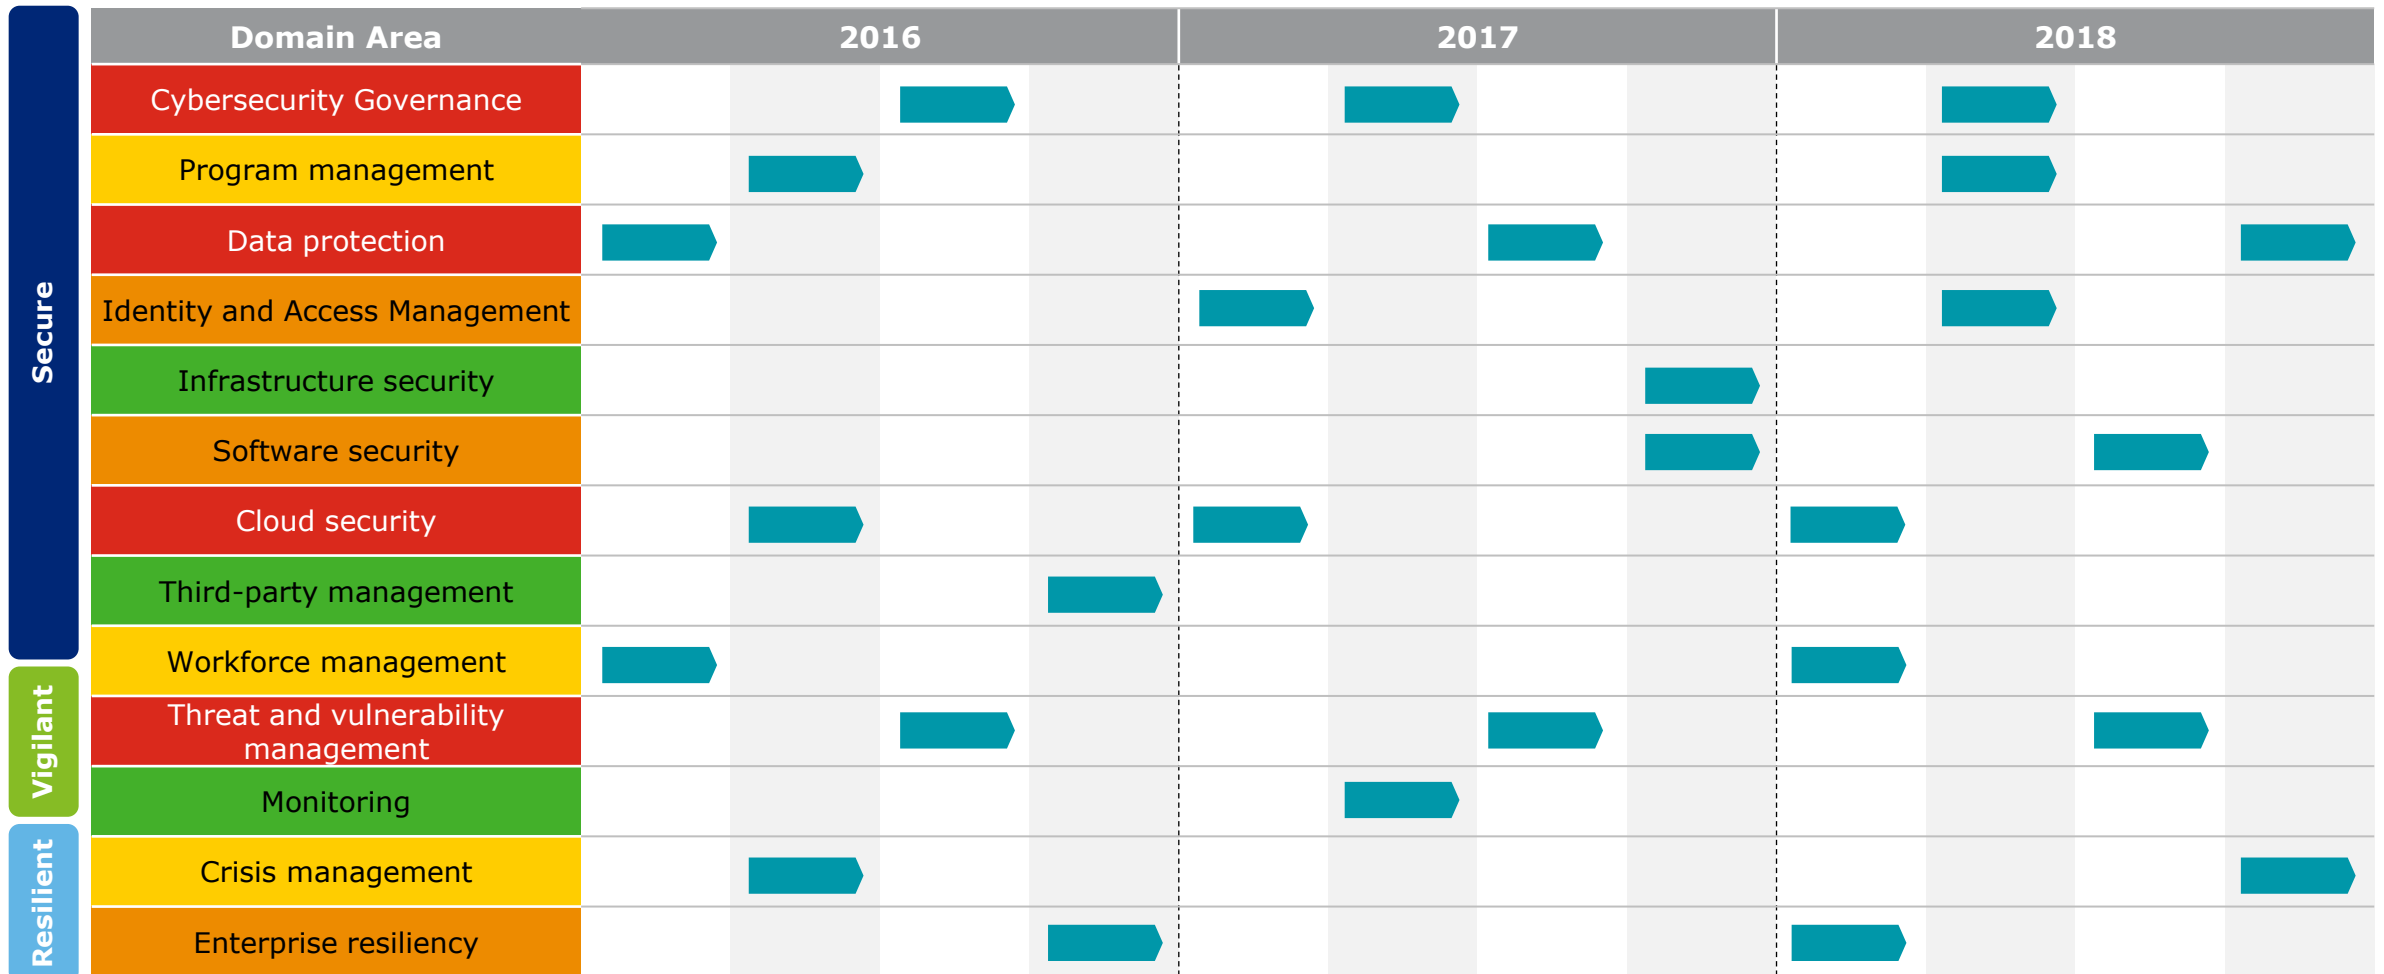 Domain Area
2016
2017
2018
Secure
Cybersecurity Governance
Program management
Data protection
Identity and Access Management
Infrastructure security
Software security
Cloud security
Third-party management
Workforce management
Vigilant
Threat and vulnerability
management
Monitoring
Resilient
Crisis management
Enterprise resiliency